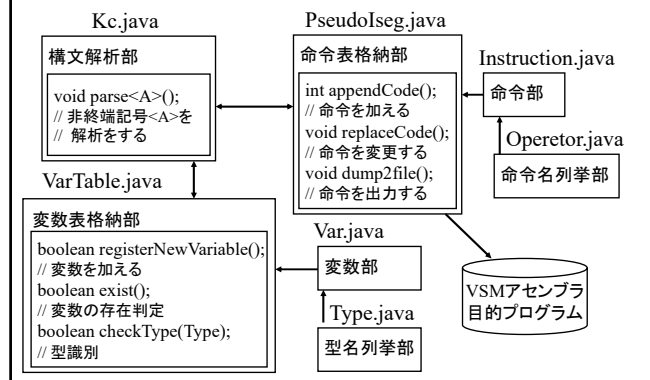 Kc.java
構文解析部
void parse<A>();
// 非終端記号<A>を
// 解析をする
PseudoIseg.java
命令表格納部
int appendCode();
// 命令を加える
void replaceCode();
// 命令を変更する
void dump2file();
// 命令を出力する
Instruction.java
命令部
Operetor.java
命令名列挙部
VarTable.java
変数表格納部
boolean registerNewVariable();
// 変数を加える
boolean exist();
// 変数の存在判定
boolean checkType(Type);
// 型識別
Var.java
変数部
Type.java
型名列挙部
VSMアセンブラ
目的プログラム